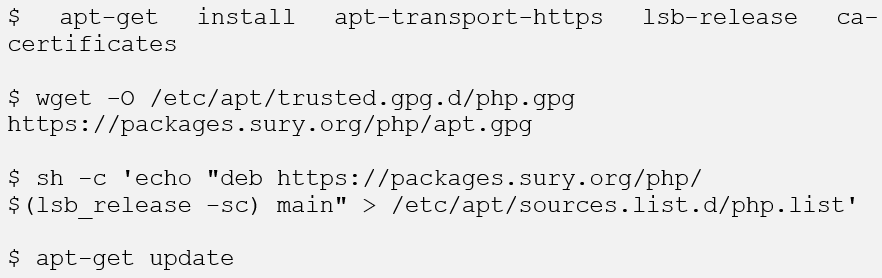 $ apt-get install apt-transport-https lsb-release ca-
certificates
$ wget -O /etc/apt/trusted.gpg.d/php.gpg
https://packages.sury.org/php/apt.gpg
$ sh -c 'echo "deb https://packages.sury.org/php/
$(lsb_release -sc) main" > /etc/apt/sources.list.d/php.list'
$ apt-get update